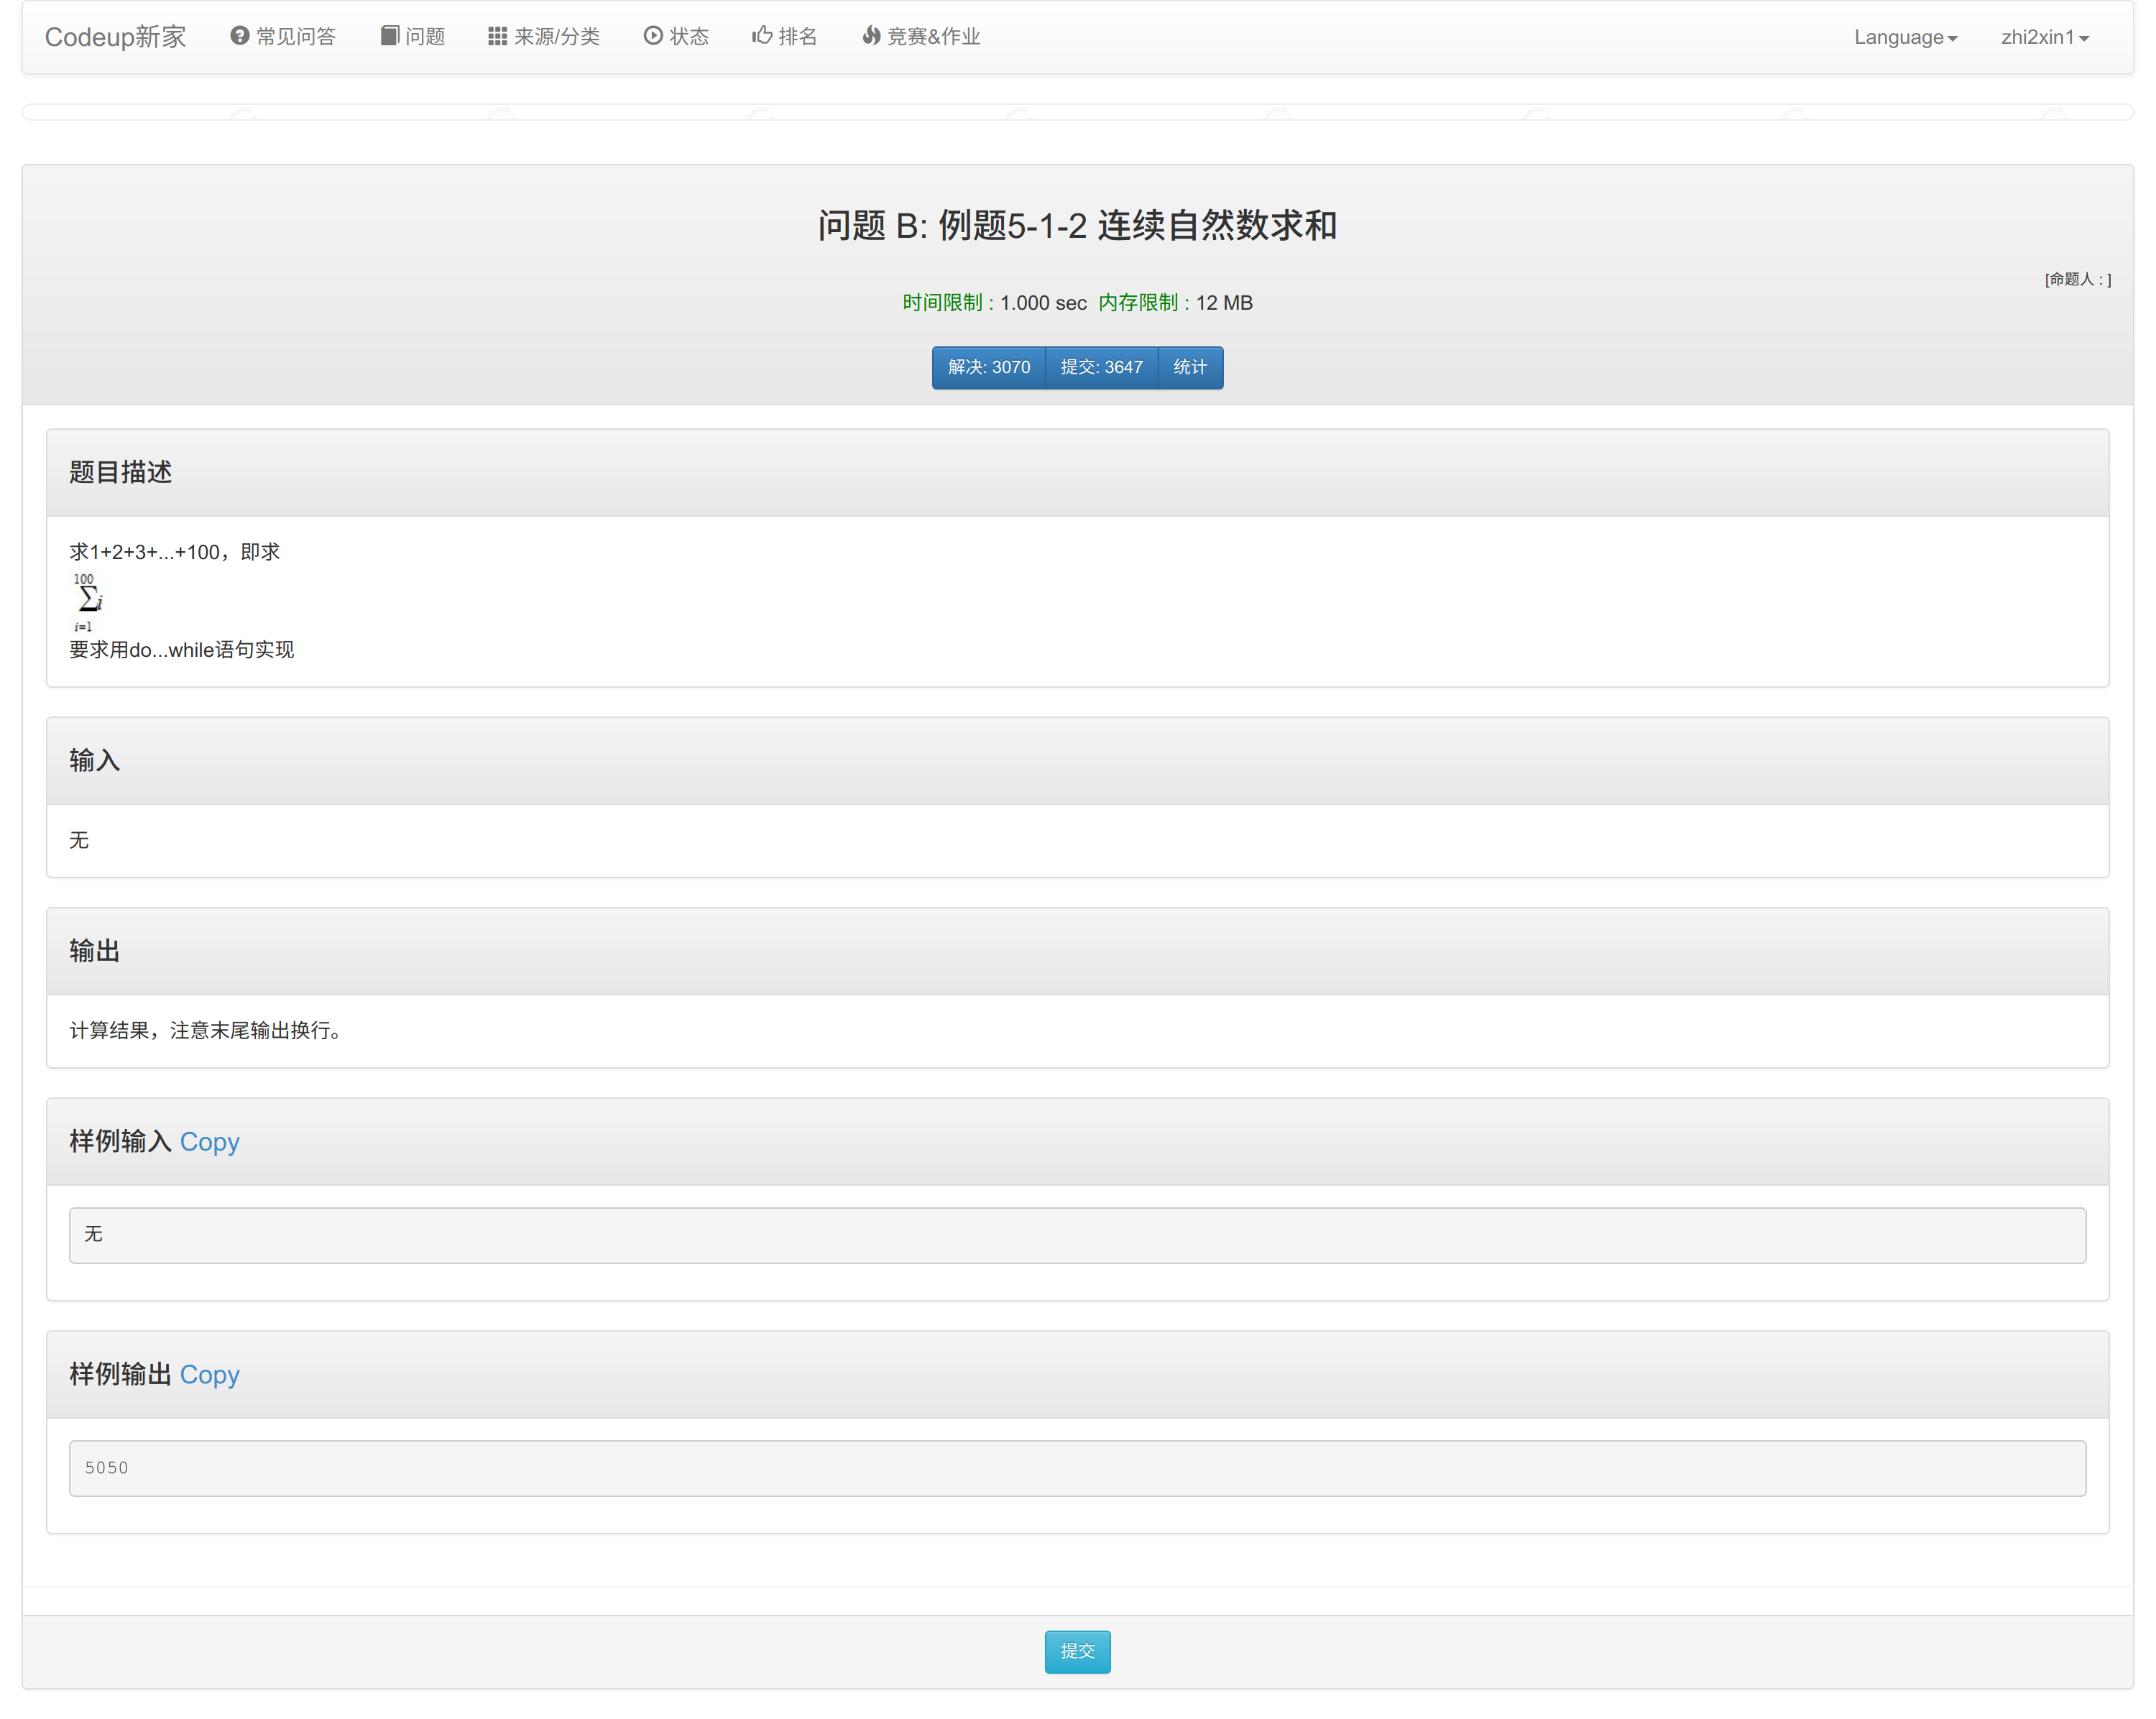 Codeup新家 常见问答 问题 来源/分类 状态 排名 竞赛&作业 Language zhi2xin1
问题 B: 例题5-1-2 连续自然数求和
[命题人 : ]
时间限制 : 1.000 sec 内存限制 : 12 MB
解决: 3070 提交: 3647 统计
题目描述
求1+2+3+...+100，即求
100
∑i
i=1
要求用do...while语句实现
输入
无
输出
计算结果，注意末尾输出换行。
样例输入 Copy
无
样例输出 Copy
5050
提交